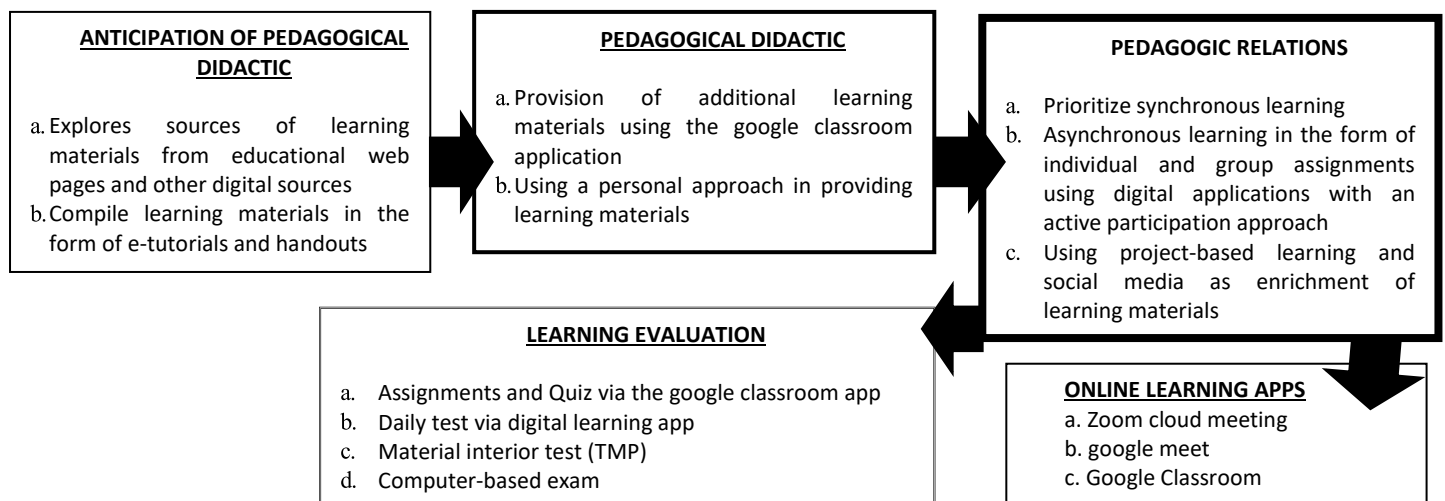 ANTICIPATION OF PEDAGOGICAL
DIDACTIC
a. Explores sources of learning
materials from educational web
pages and other digital sources
b. Compile learning materials in the
form of e-tutorials and handouts
PEDAGOGICAL DIDACTIC
a. Provision of additional learning
materials using the google classroom
application
b. Using a personal approach in providing
learning materials
PEDAGOGIC RELATIONS
a. Prioritize synchronous learning
b. Asynchronous learning in the form of
individual and group assignments
using digital applications with an
active participation approach
c. Using project-based learning and
social media as enrichment of
learning materials
LEARNING EVALUATION
a. Assignments and Quiz via the google classroom app
b. Daily test via digital learning app
c. Material interior test (TMP)
d. Computer-based exam
ONLINE LEARNING APPS
a. Zoom cloud meeting
b. google meet
c. Google Classroom